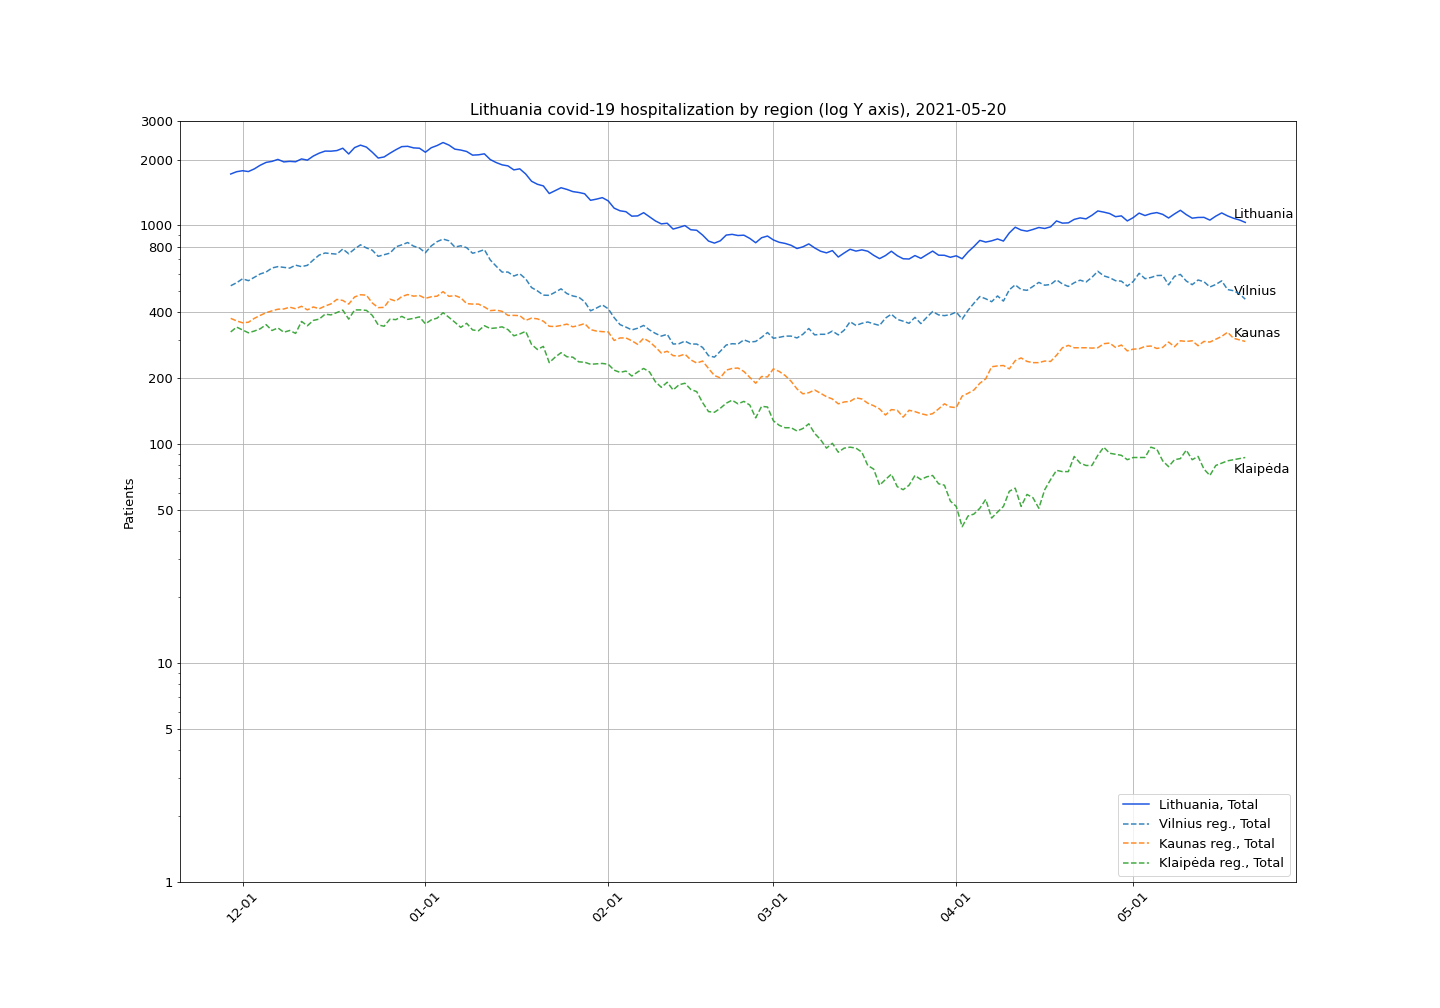 Lithuania covid-19 hospitalization by region (log Y axis), 2021-05-20
3000
2000
1000
800
400
200
100
50
10
5
1
Patients
Lithuania
Vilnius
Kaunas
Klaipėda
Lithuania, Total
Vilnius reg., Total
Kaunas reg., Total
Klaipėda reg., Total
12-01
01-01
02-01
03-01
04-01
05-01